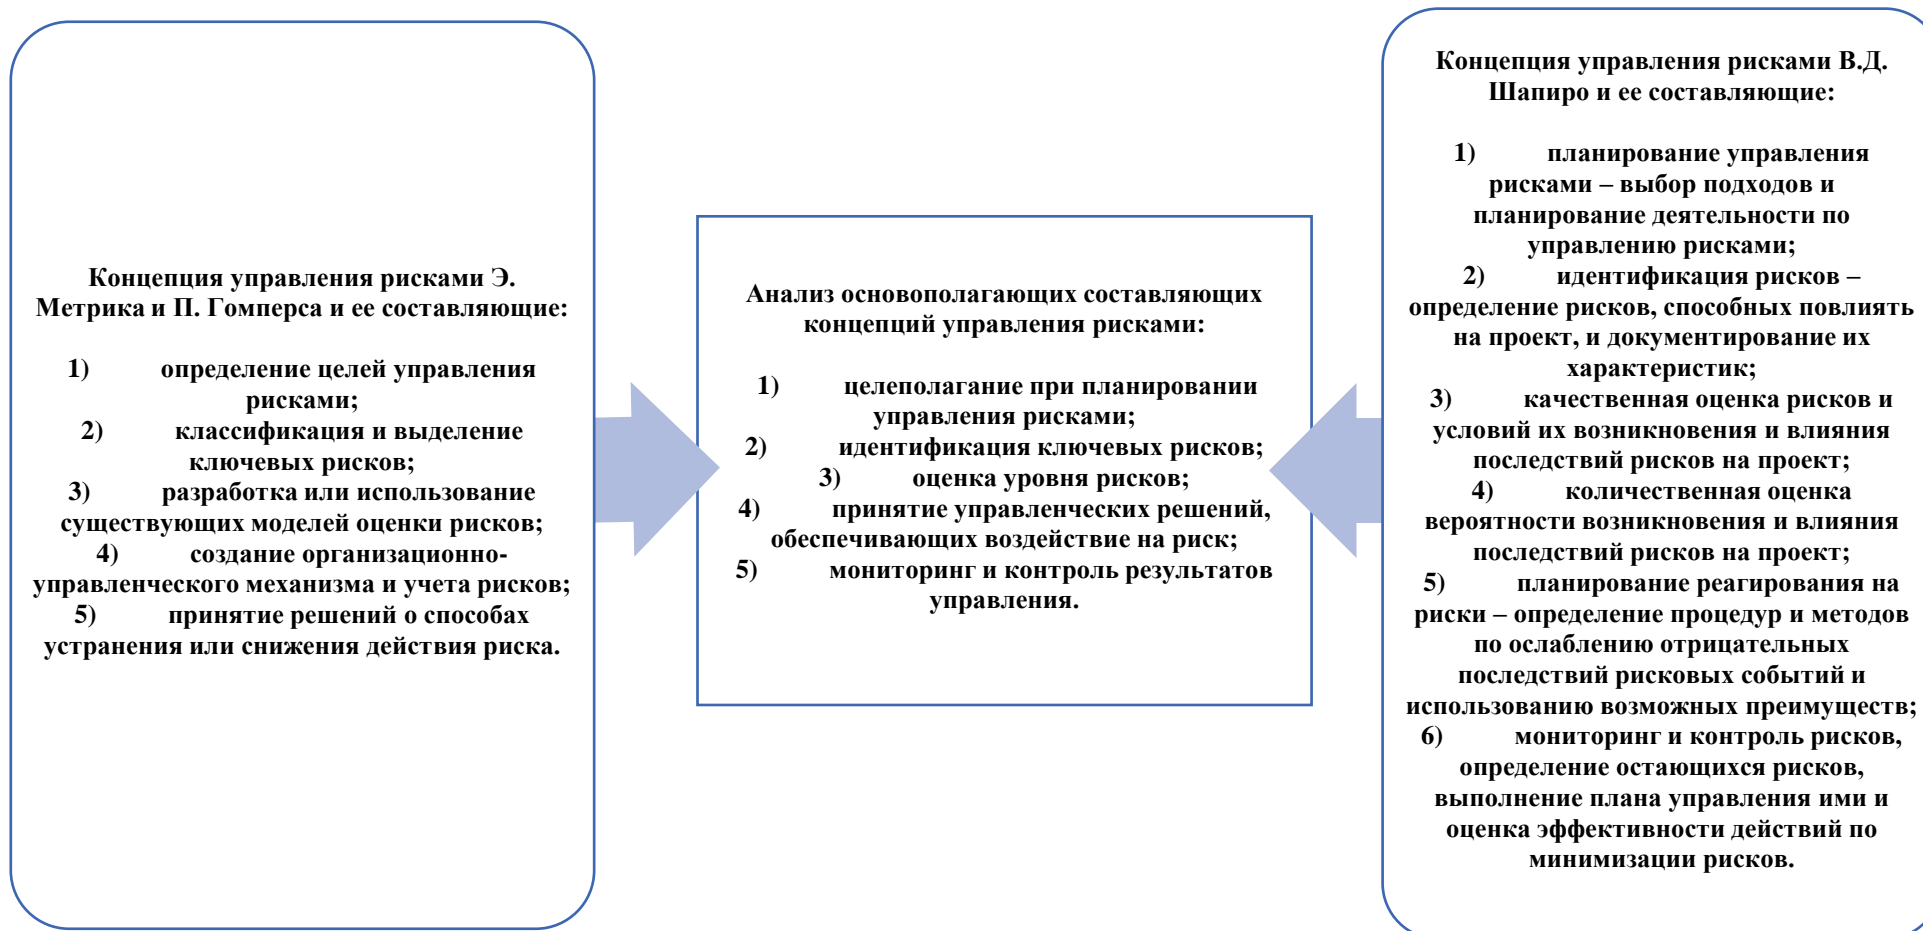 Концепция управления рисками Э.
Метрика и П. Гомперса и ее составляющие:
1) определение целей управления
рисками;
2) классификация и выделение
ключевых рисков;
3) разработка или использование
существующих моделей оценки рисков;
4) создание организационно-
управленческого механизма и учета рисков;
5) принятие решений о способах
устранения или снижения действия риска.
Анализ основополагающих составляющих
концепций управления рисками:
1) целеполагание при планировании
управления рисками;
2) идентификация ключевых рисков;
3) оценка уровня рисков;
4) принятие управленческих решений,
обеспечивающих воздействие на риск;
5) мониторинг и контроль результатов
управления.
Концепция управления рисками В.Д.
Шапиро и ее составляющие:
1) планирование управления
рисками – выбор подходов и
планирование деятельности по
управлению рисками;
2) идентификация рисков –
определение рисков, способных повлиять
на проект, и документирование их
характеристик;
3) качественная оценка рисков и
условий их возникновения и влияния
последствий рисков на проект;
4) количественная оценка
вероятности возникновения и влияния
последствий рисков на проект;
5) планирование реагирования на
риски – определение процедур и методов
по ослаблению отрицательных
последствий рисковых событий и
использованию возможных преимуществ;
6) мониторинг и контроль рисков,
определение остающихся рисков,
выполнение плана управления ими и
оценка эффективности действий по
минимизации рисков.